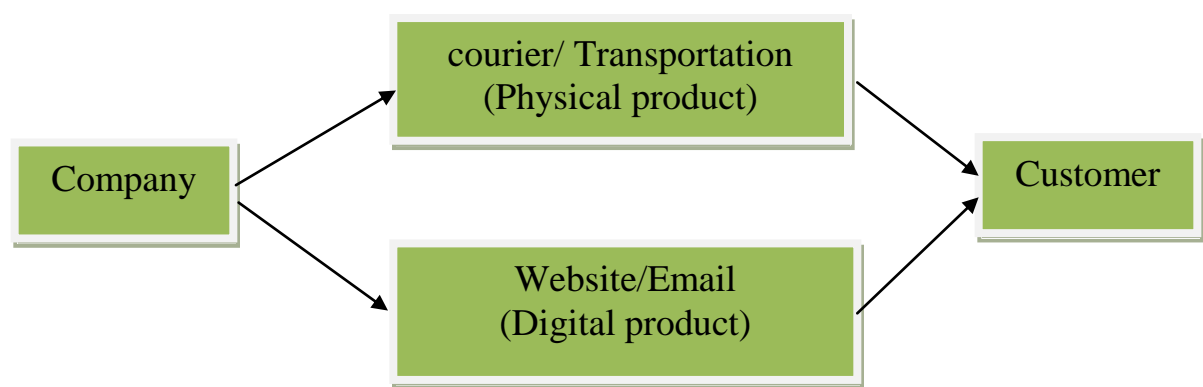 courier/ Transportation
(Physical product)
Company
Customer
Website/Email
(Digital product)